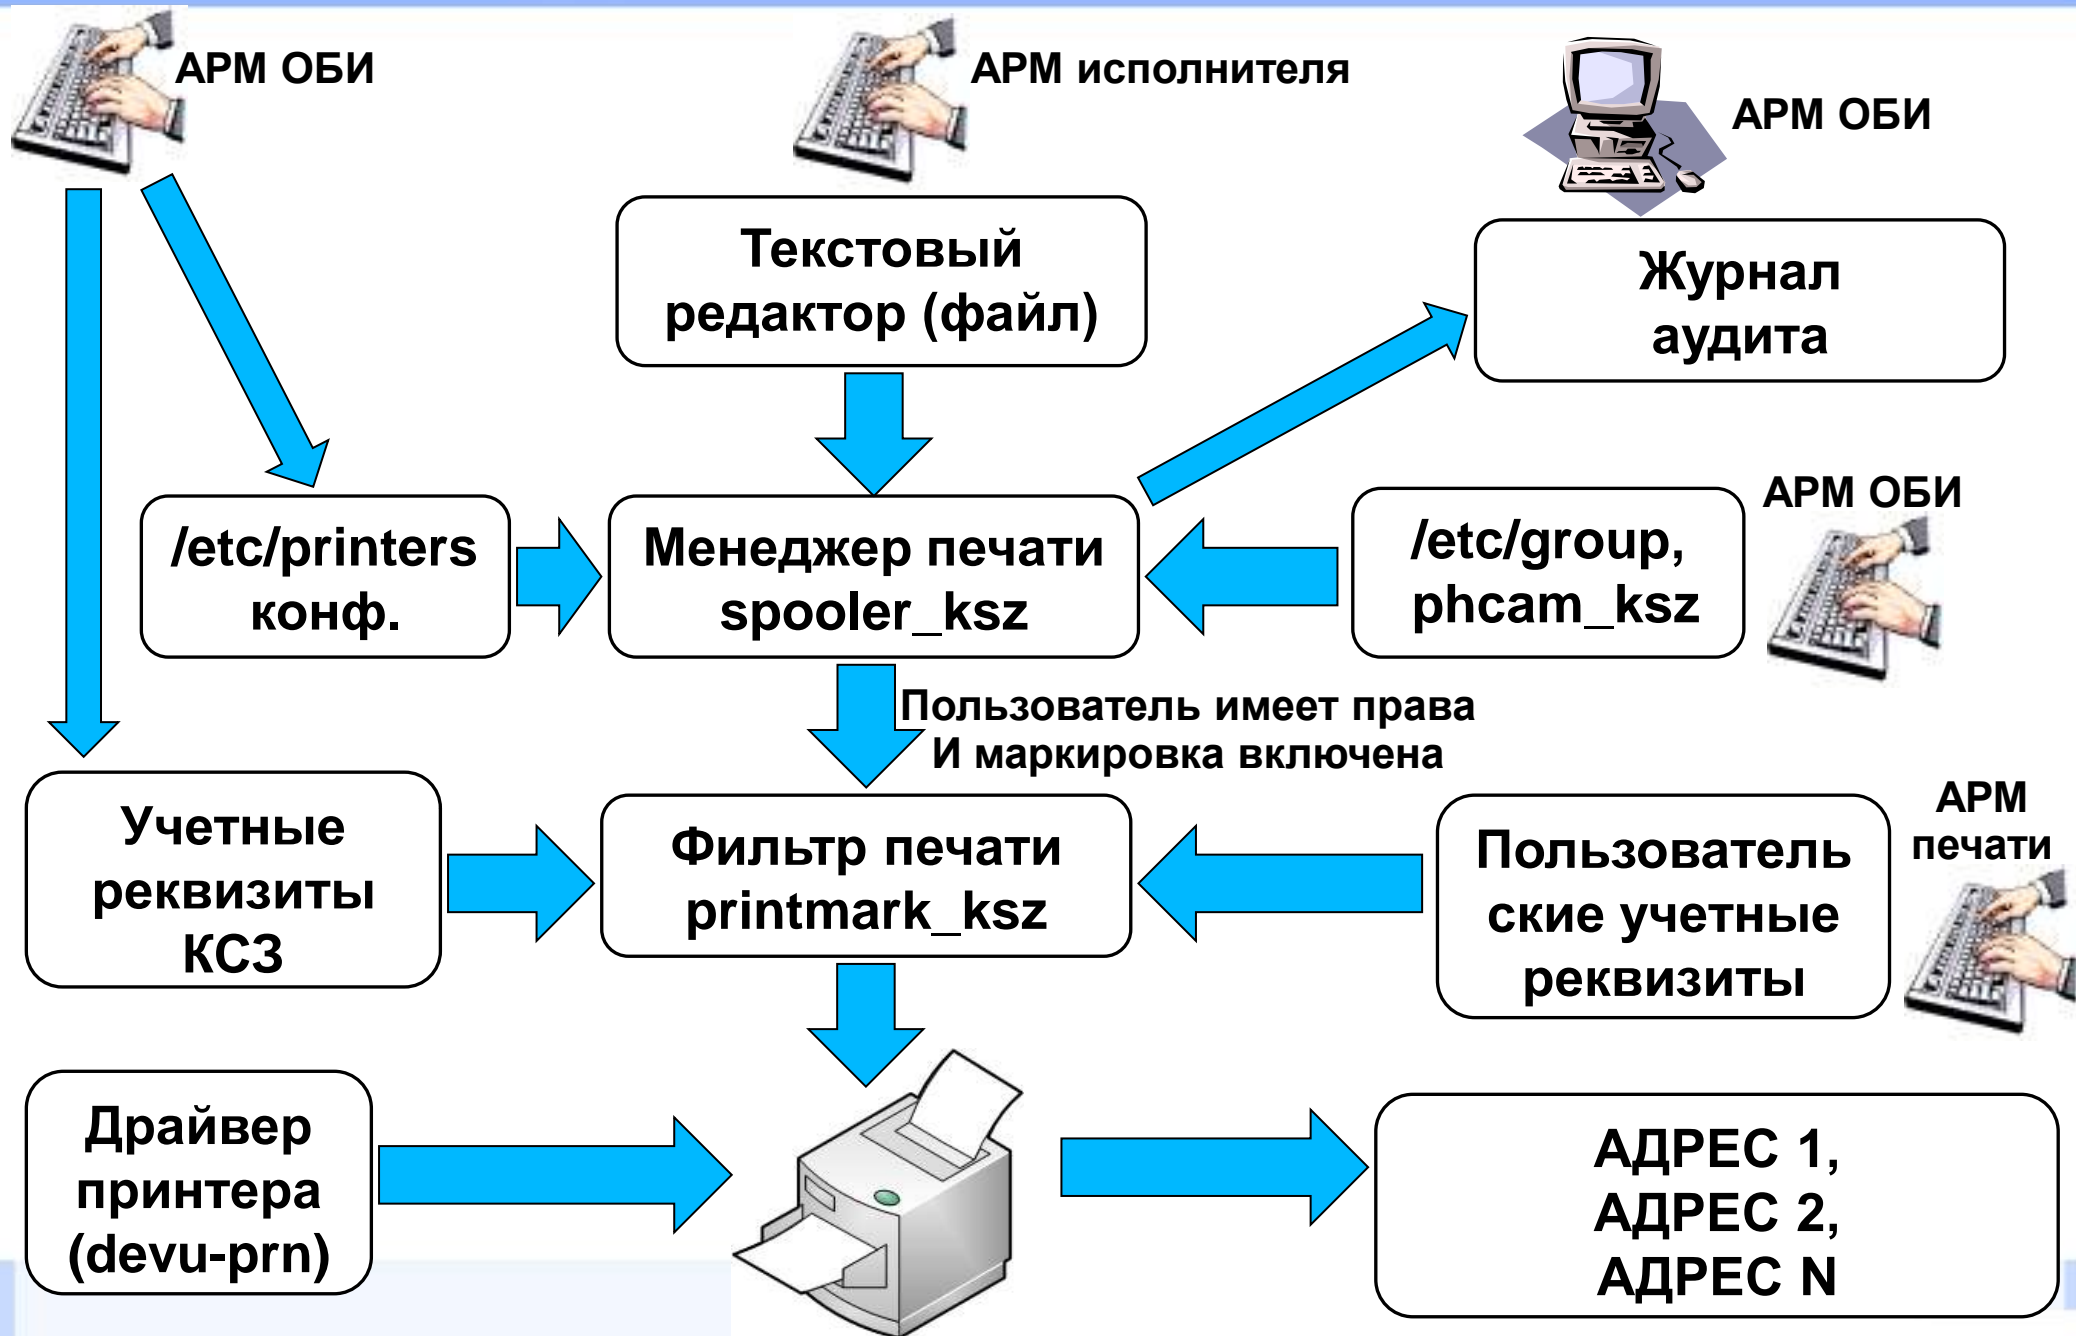 АРМ ОБИ
АРМ исполнителя
АРМ ОБИ
Текстовый
редактор (файл)
Журнал
аудита
/etc/printers
конф.
Менеджер печати
spooler_ksz
/etc/group,
phcam_ksz
АРМ ОБИ
Пользователь имеет права
И маркировка включена
Учетные
реквизиты
КСЗ
Фильтр печати
printmark_ksz
Пользователь
ские учетные
реквизиты
АРМ
печати
Драйвер
принтера
(devu-prn)
АДРЕС 1,
АДРЕС 2,
АДРЕС N